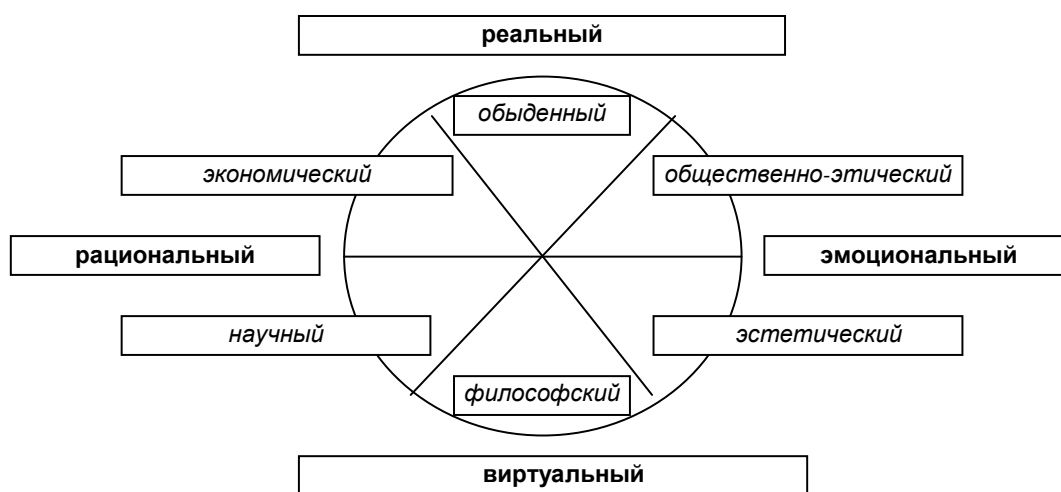 реальный
обыденный
экономический
общественно-этический
рациональный
эмоциональный
научный
эстетический
философский
виртуальный